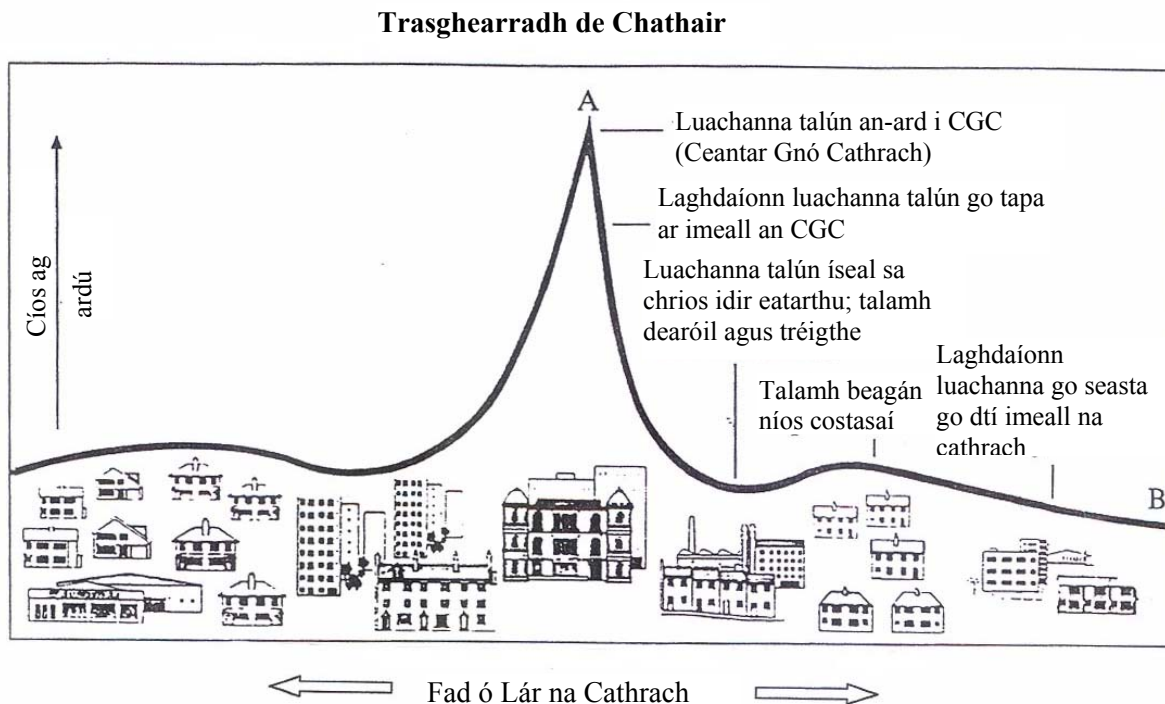 Trasghearradh de Chathair
A
Luachanna talún an-ard i CGC
(Ceantar Gnó Cathrach)
Laghdaíonn luachanna talún go tapa
ar imeall an CGC
Luachanna talún íseal sa
chrios idir eatarthu; talamh
dearóil agus tréigthe
Cíos ag
ardú
Talamh beagán
níos costasaí
Laghdaíonn
luachanna go seasta
go dtí imeall na
cathrach
B
Fad ó Lár na Cathrach